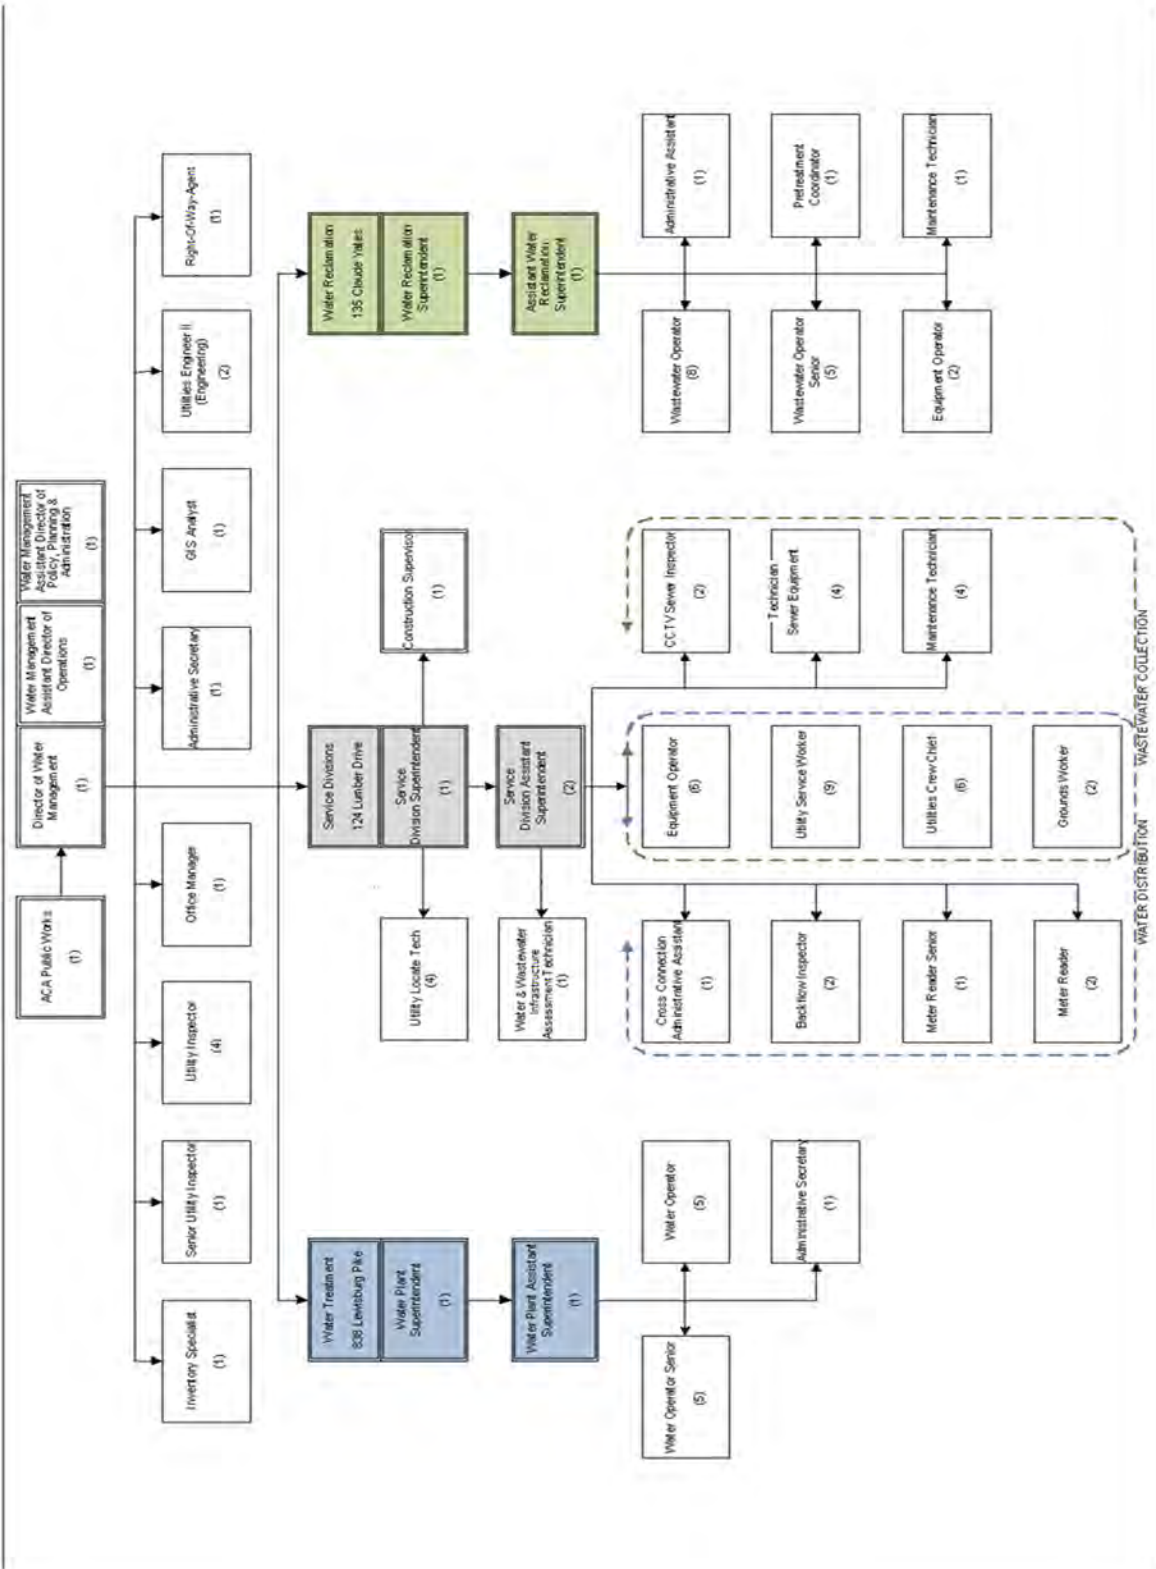 ACA Public Works
(1)
Director of Water
Management
(1)
Water Management
Assistant Director of
Operations
(1)
Water Management
Assistant Director of
Policy, Planning &
Administration
(1)
Inventory Specialist
(1)
Senior Utility Inspector
(1)
Utility Inspector
(4)
Office Manager
(1)
Administrative Secretary
(1)
GIS Analyst
(1)
Utilities Engineer II
(Engineering)
(2)
Right-Of-Way-Agent
(1)
Water Treatment
838 Lewisburg Pike
Water Plant
Superintendent
(1)
Water Plant Assistant
Superintendent
(1)
Water Operator Senior
(5)
Water Operator
(5)
Administrative Secretary
(1)
Service Divisions
124 Lumber Drive
Service
Division Superintendent
(1)
Utility Locate Tech
(4)
Construction Supervisor
(1)
Service
Division Assistant
Superintendent
(2)
Water & Wastewater
Infrastructure
Assessment Technician
(1)
Cross Connection
Administrative Assistant
(1)
Equipment Operator
(6)
CCTV Sewer Inspector
(2)
Backflow Inspector
(2)
Utility Service Worker
(9)
Technician
Sewer Equipment
(4)
Meter Reader Senior
(1)
Utilities Crew Chief
(6)
Maintenance Technician
(4)
Meter Reader
(2)
Grounds Worker
(2)
WATER DISTRIBUTION
WASTEWATER COLLECTION
Water Reclamation
135 Claude Yates
Water Reclamation
Superintendent
(1)
Assistant Water
Reclamation
Superintendent
(1)
Wastewater Operator
(8)
Administrative Assistant
(1)
Wastewater Operator
Senior
(5)
Pretreatment
Coordinator
(1)
Equipment Operator
(2)
Maintenance Technician
(1)